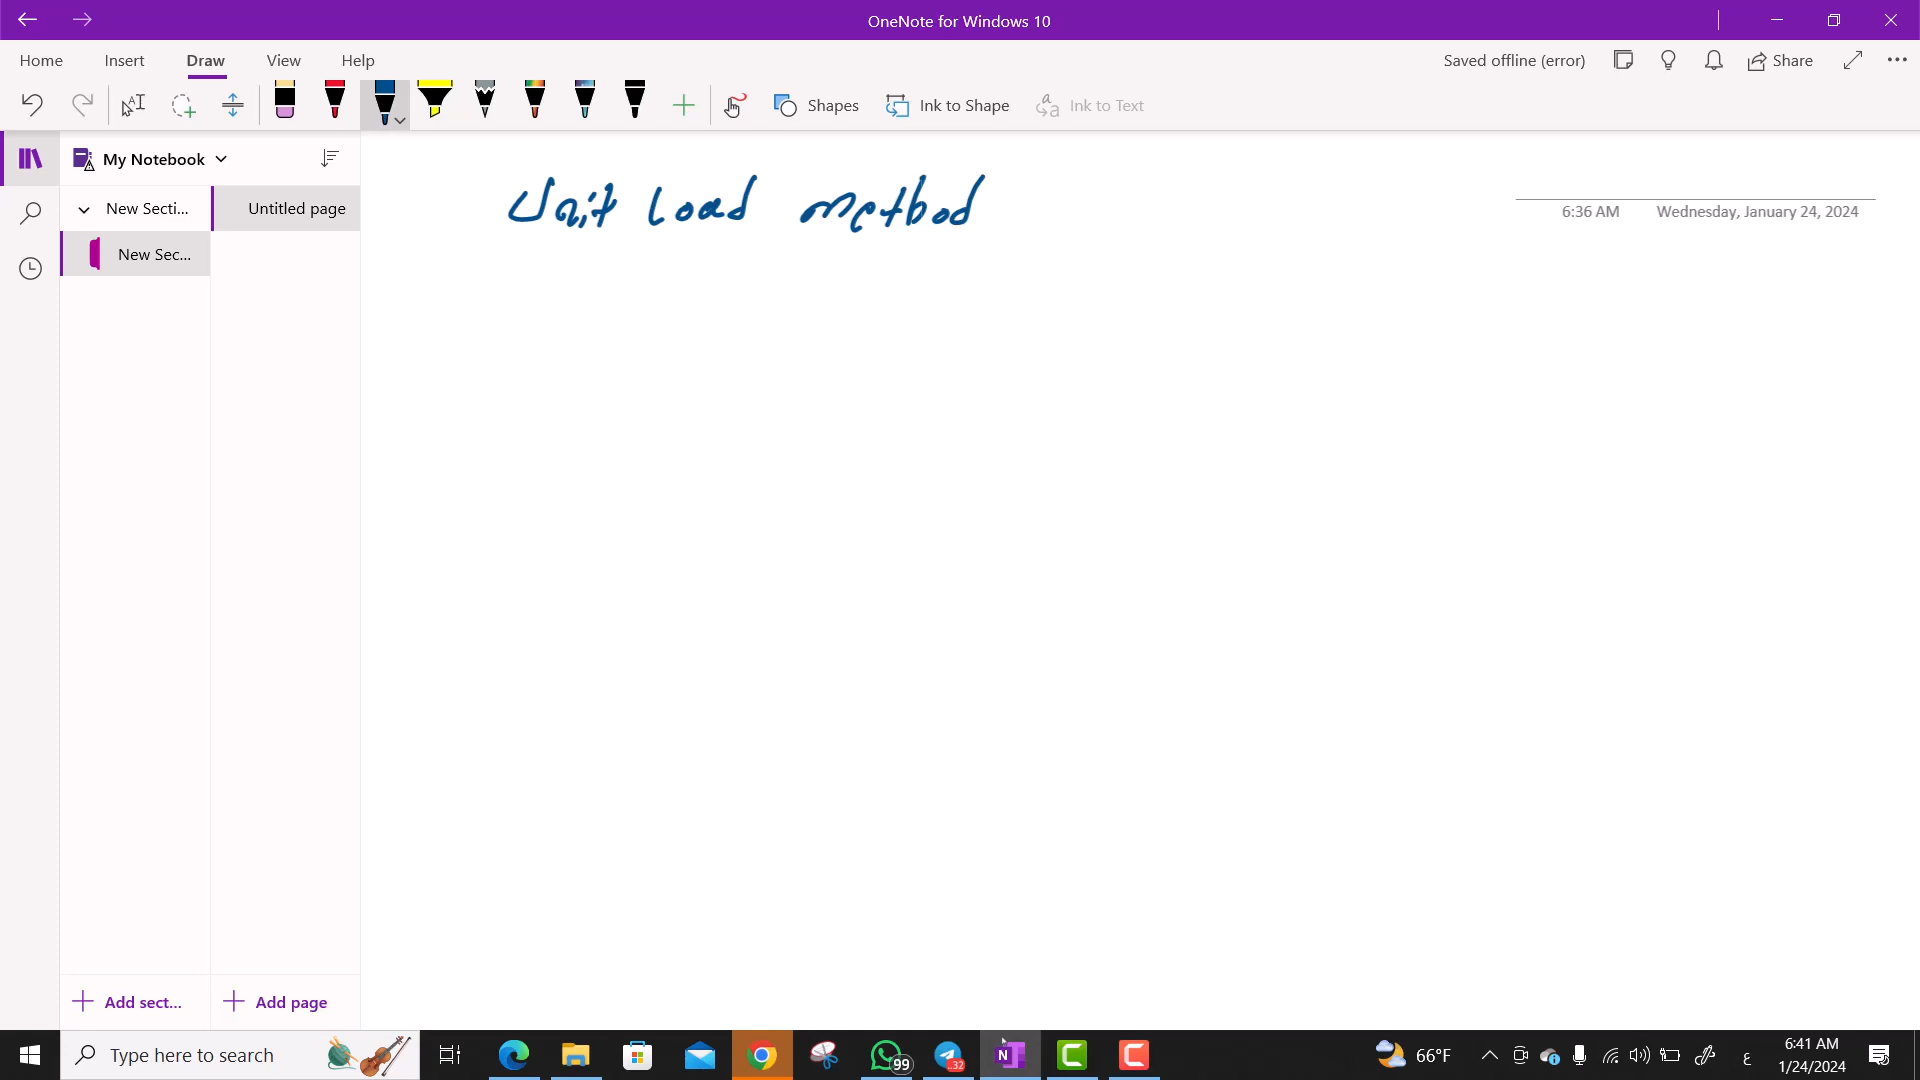 OneNote for Windows 10
Home Insert Draw View Help Saved offline (error) Share
Shapes Ink to Shape Ink to Text
My Notebook
New Secti... Untitled page
New Sec...
Unit Load Method
6:36 AM Wednesday, January 24, 2024
Add sect... Add page
Type here to search
99
32
66°F
ع
6:41 AM
1/24/2024